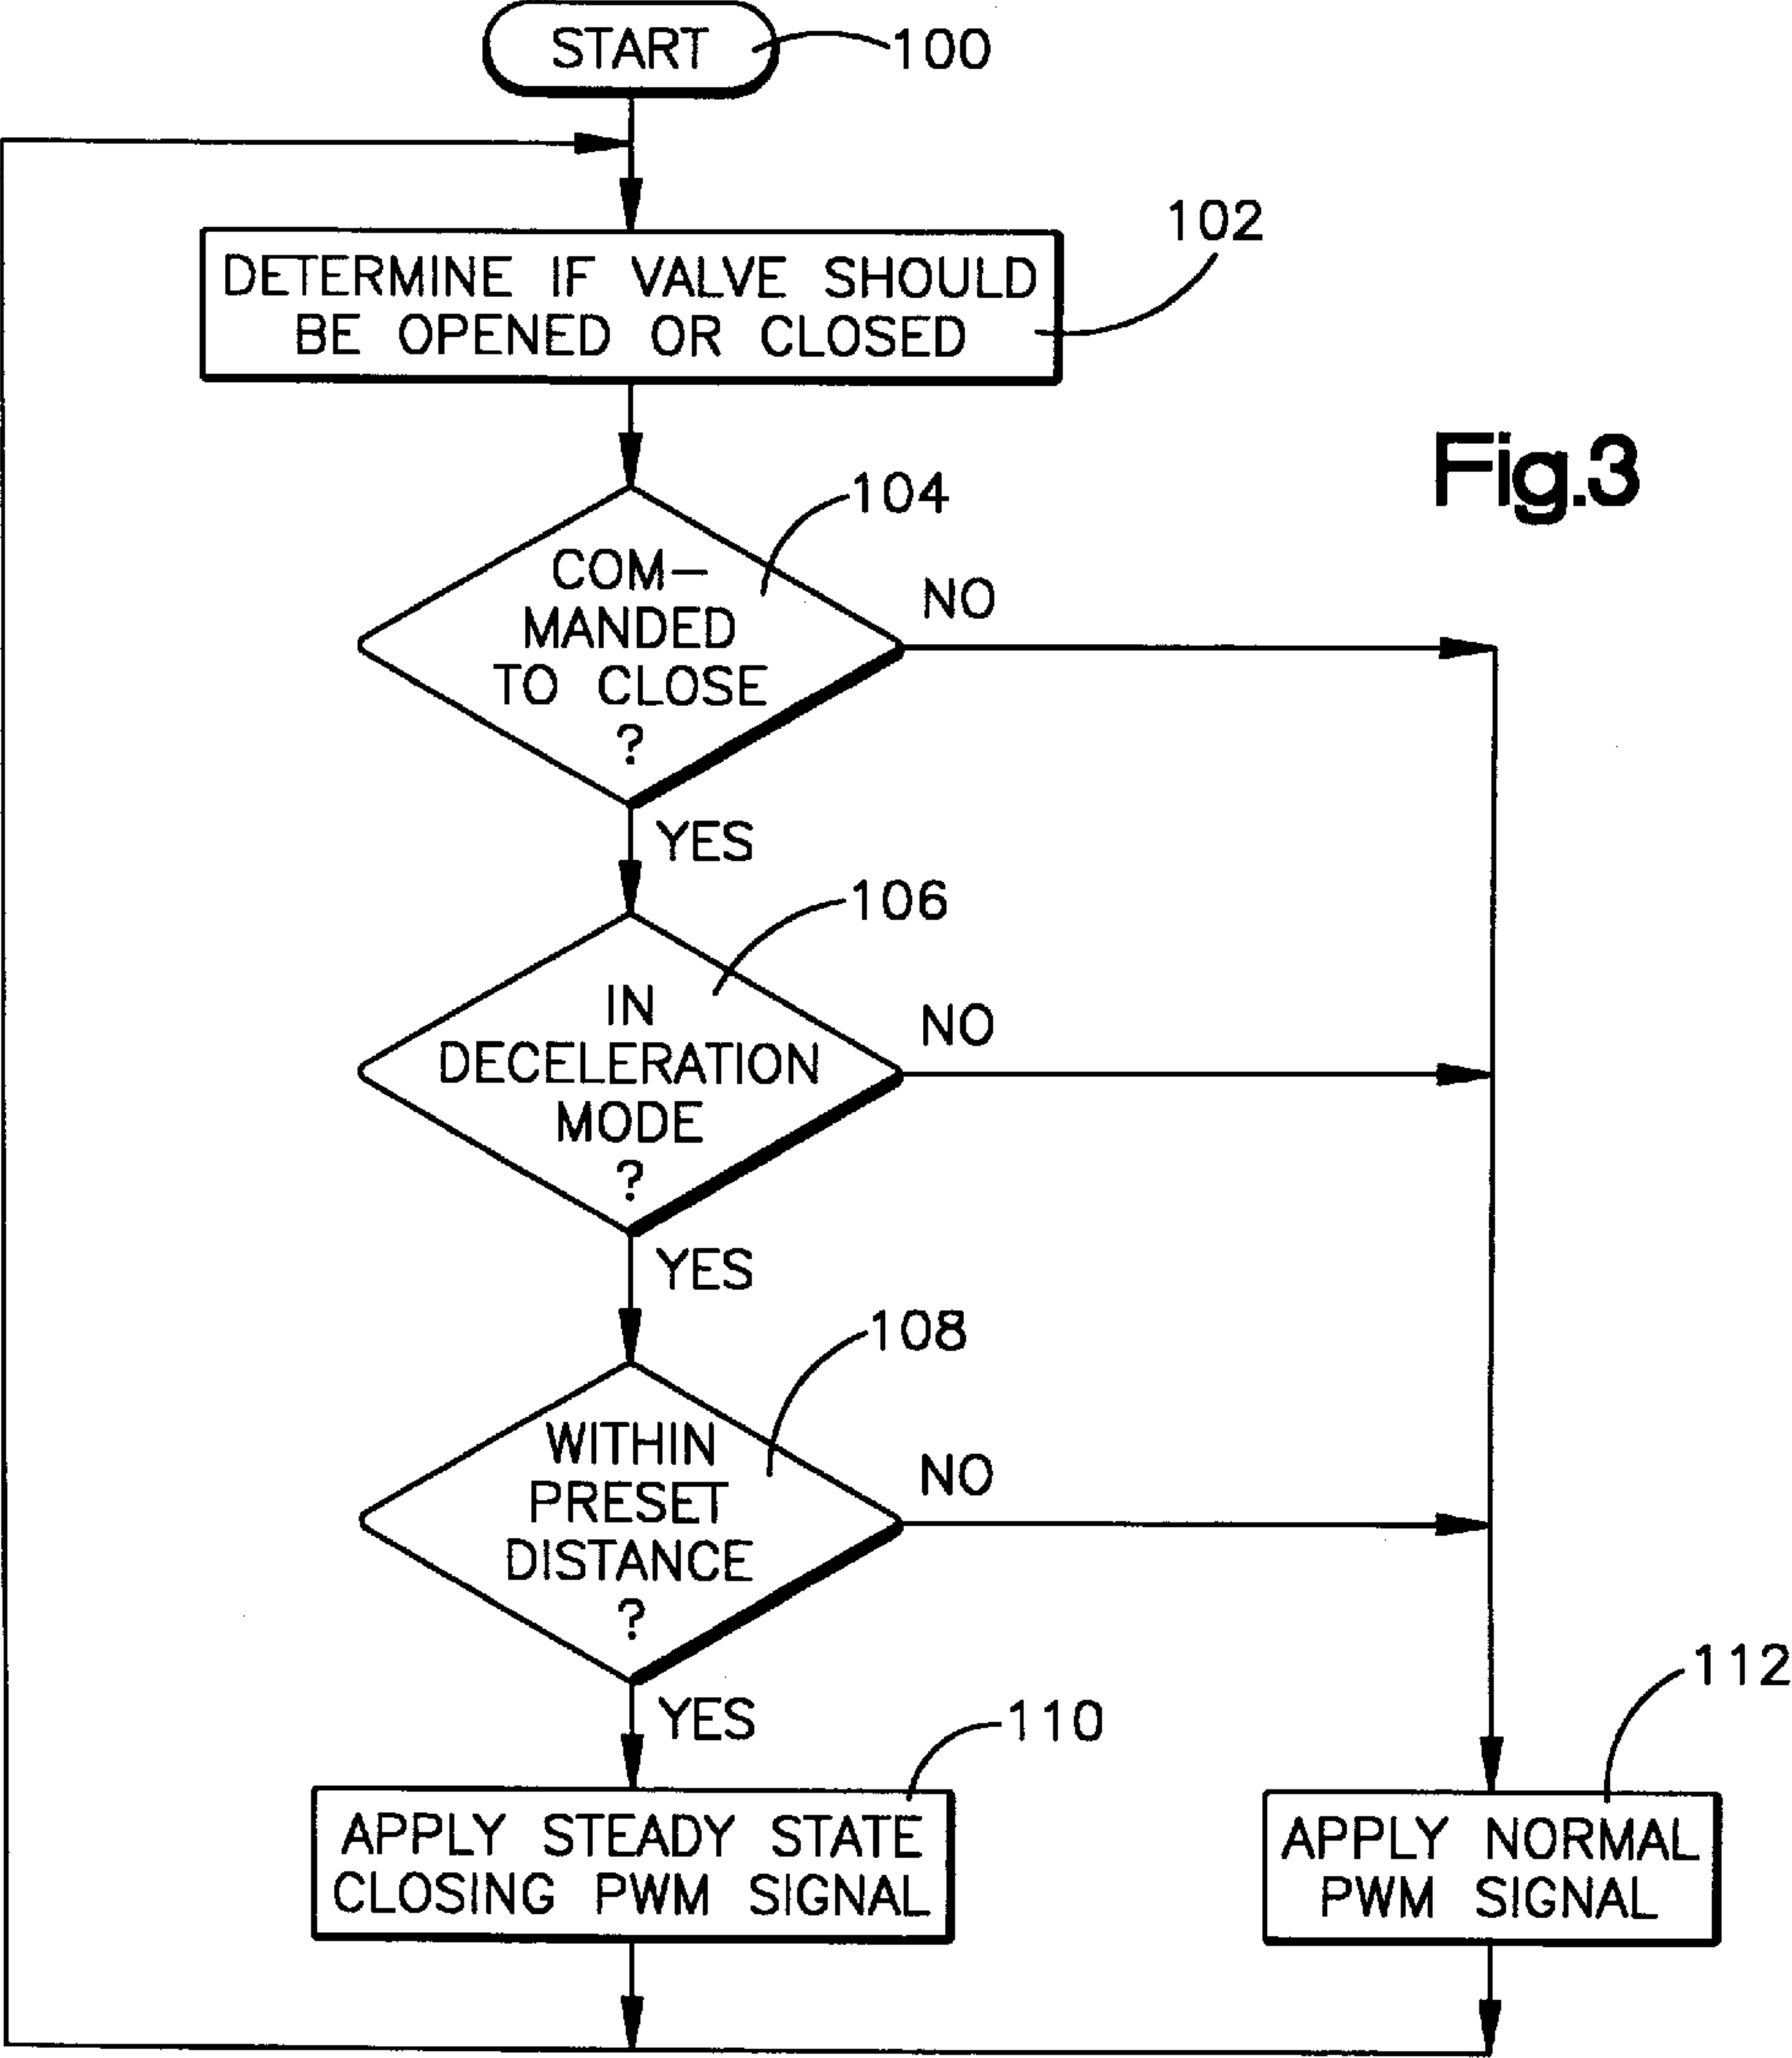 START
100
102
DETERMINE IF VALVE SHOULD
BE OPENED OR CLOSED
Fig.3
104
COM-
MANDED
TO CLOSE
?
NO
YES
106
IN
DECELERATION
MODE
?
NO
YES
108
WITHIN
PRESET
DISTANCE
?
NO
YES
110
APPLY STEADY STATE
CLOSING PWM SIGNAL
112
APPLY NORMAL
PWM SIGNAL